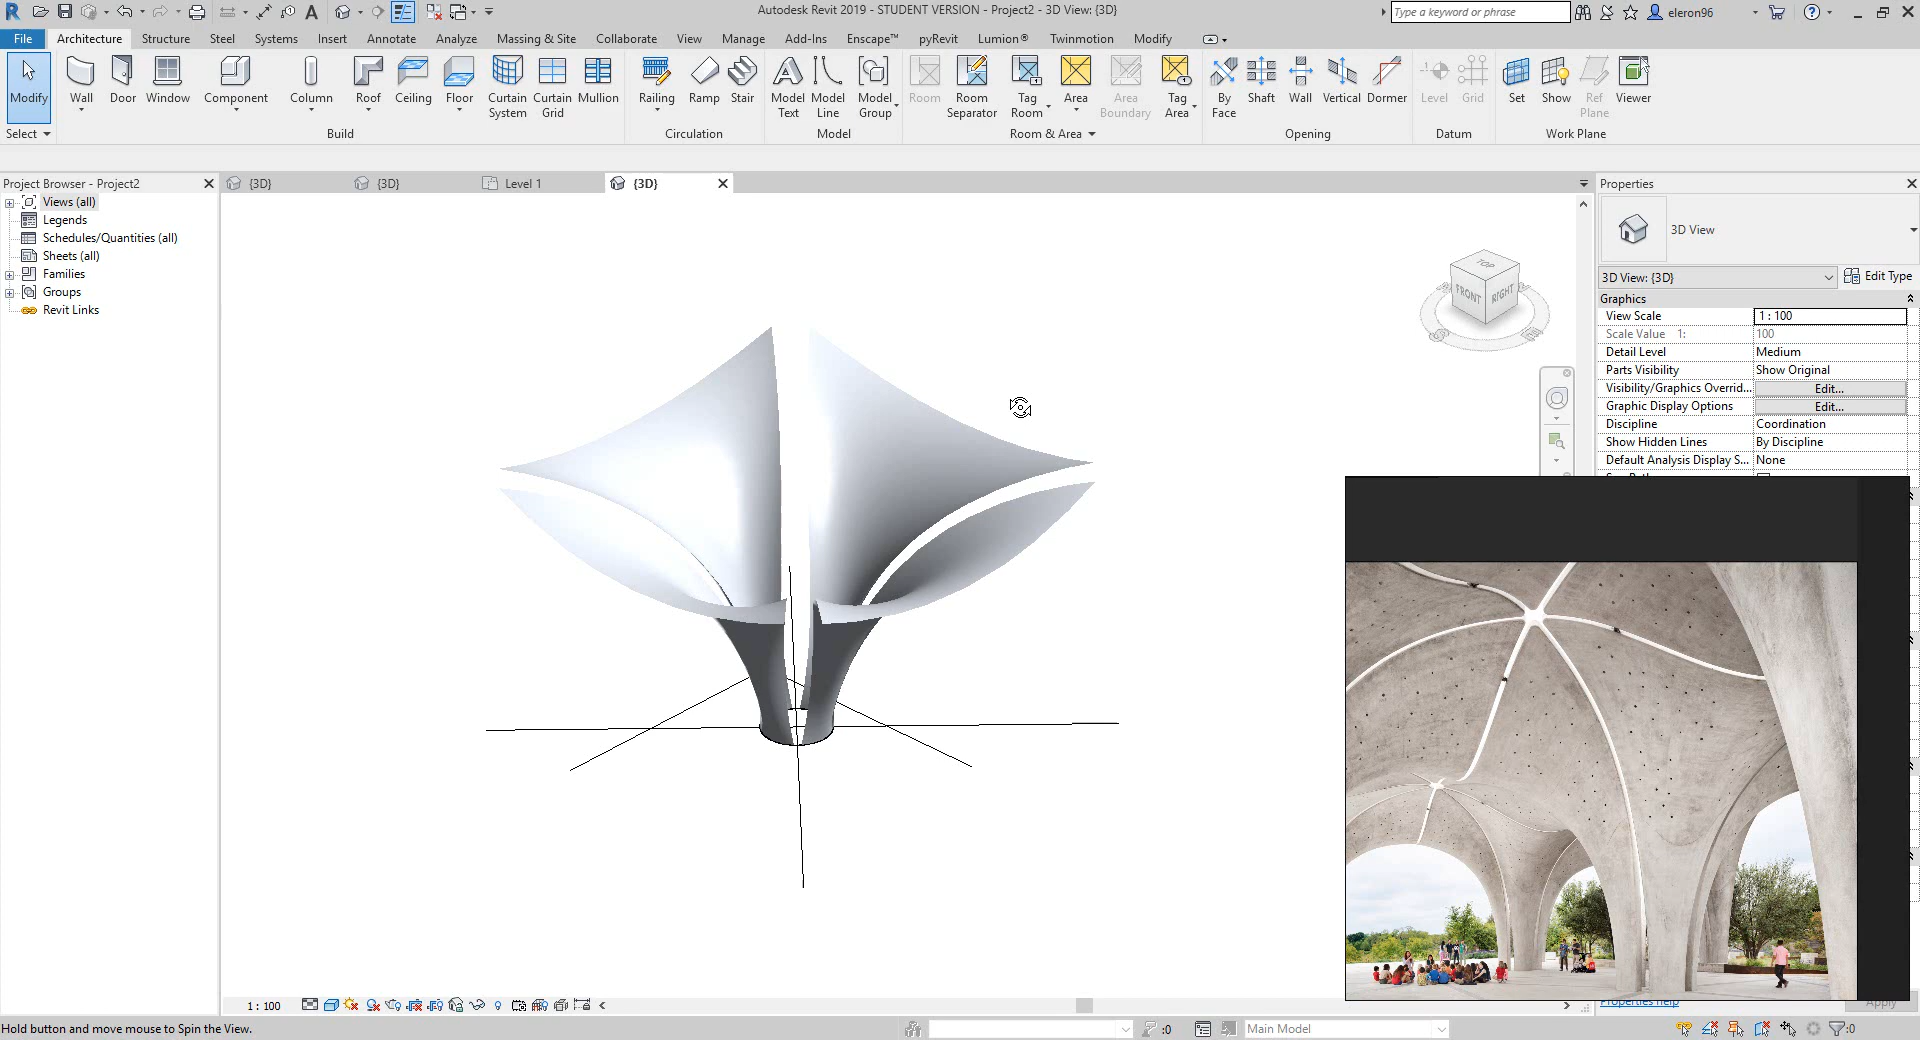 Autodesk Revit 2019 - STUDENT VERSION - Project2 - 3D View: {3D}
Type a keyword or phrase
eleron96
File Architecture Structure Steel Systems Insert Annotate Analyze Massing & Site Collaborate View Manage Add-Ins Enscape™ pyRevit Lumion® Twinmotion Modify
Modify Wall Door Window Component Column Roof Ceiling Floor Curtain System Curtain Grid Mullion Railing Ramp Stair Model Text Model Line Model Group Room Room Separator Tag Room Area Area Boundary Tag Area By Face Shaft Wall Vertical Dormer Level Grid Set Show Ref Plane Viewer
Select Build Circulation Model Room & Area Opening Datum Work Plane
Project Browser - Project2
{3D} {3D} Level 1 {3D}
Properties
Views (all)
Legends
Schedules/Quantities (all)
Sheets (all)
Families
Groups
Revit Links
TOP
FRONT RIGHT
3D View
3D View: {3D} Edit Type
Graphics
View Scale 1 : 100
Scale Value 1: 100
Detail Level Medium
Parts Visibility Show Original
Visibility/Graphics Overrid... Edit...
Graphic Display Options Edit...
Discipline Coordination
Show Hidden Lines By Discipline
Default Analysis Display S... None
Properties help Apply
1 : 100
Hold button and move mouse to Spin the View.
:0
Main Model
:0